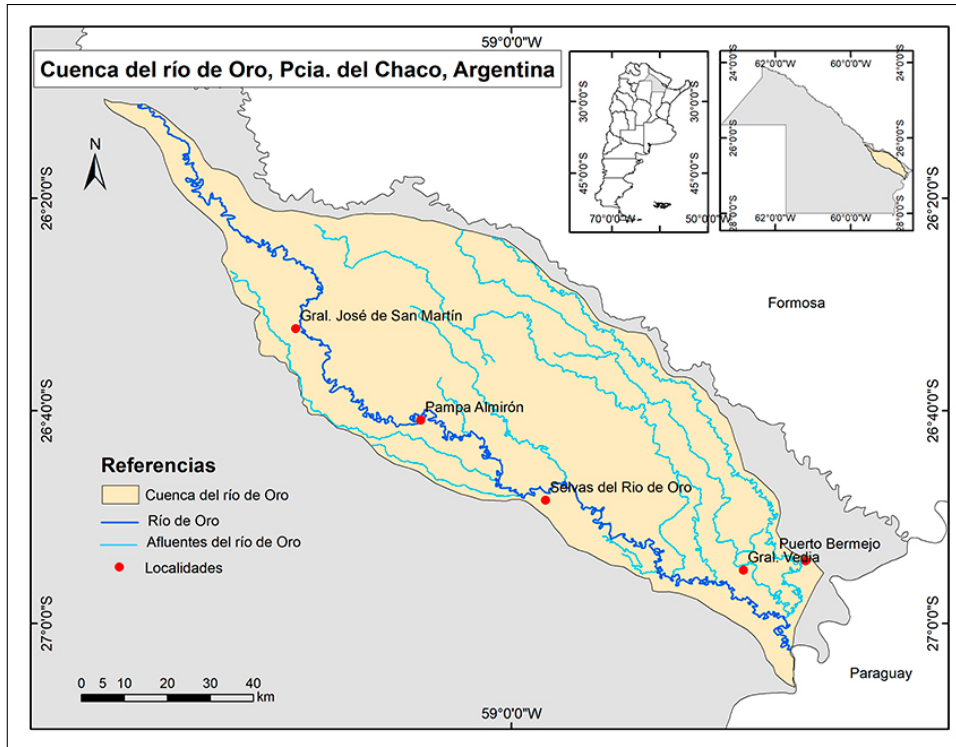 59°0'0"W
Cuenca del río de Oro, Pcia. del Chaco, Argentina
30°0'0"S
45°0'0"S
30°0'0"S
45°0'0"S
70°0'0"W
50°0'0"W
62°0'0"W
60°0'0"W
24°0'0"S
26°0'0"S
28°0'0"S
24°0'0"S
26°0'0"S
28°0'0"S
62°0'0"W
60°0'0"W
N
26°20'0"S
26°20'0"S
Formosa
Gral. José de San Martín
26°40'0"S
Pampa Almirón
26°40'0"S
Referencias
Cuenca del río de Oro
Selvas del Rio de Oro
Río de Oro
Afluentes del río de Oro
Puerto Bermejo
Gral. Vedia
Localidades
27°0'0"S
27°0'0"S
Paraguay
0 5 10 20 30 40
km
59°0'0"W